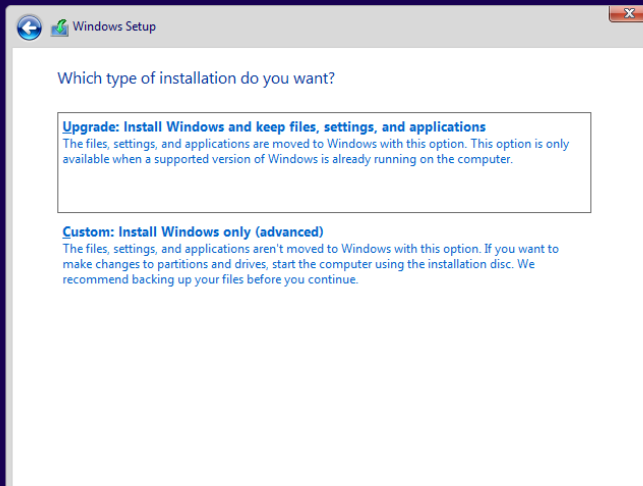 Windows Setup
Which type of installation do you want?
Upgrade: Install Windows and keep files, settings, and applications
The files, settings, and applications are moved to Windows with this option. This option is only
available when a supported version of Windows is already running on the computer.
Custom: Install Windows only (advanced)
The files, settings, and applications aren't moved to Windows with this option. If you want to
make changes to partitions and drives, start the computer using the installation disc. We
recommend backing up your files before you continue.